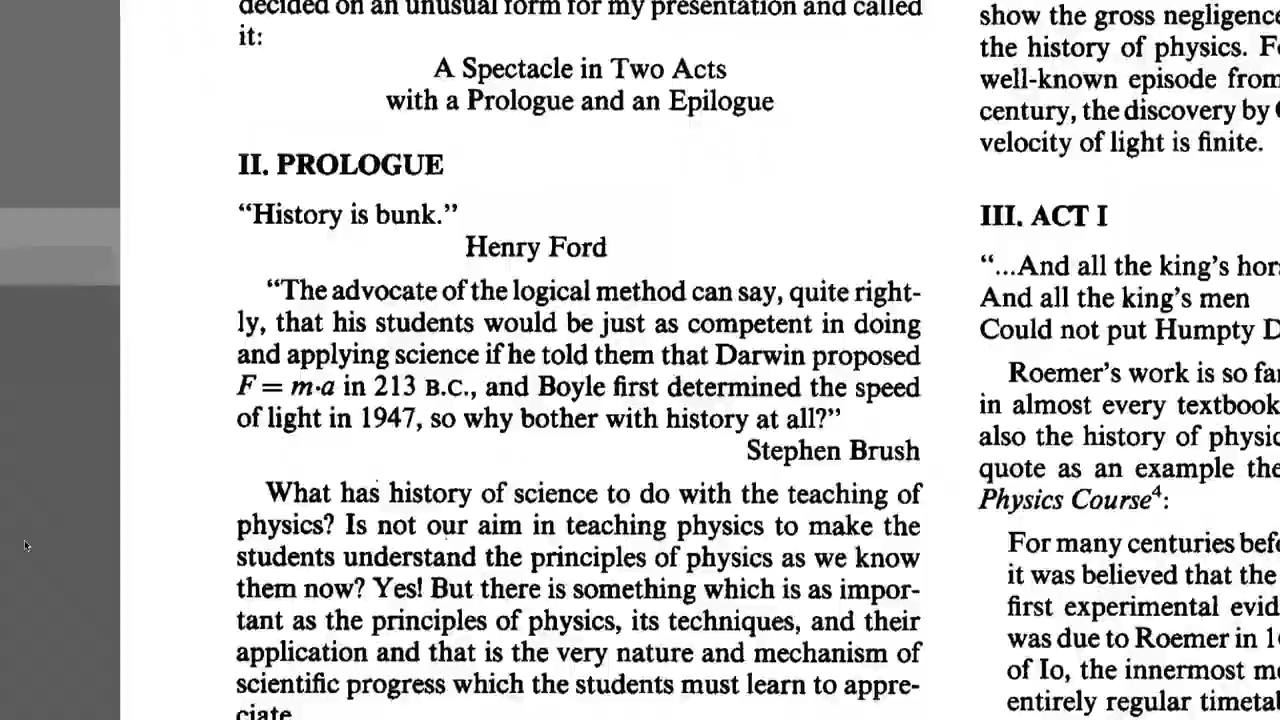 decided on an unusual form for my presentation and called
it:
A Spectacle in Two Acts
with a Prologue and an Epilogue
II. PROLOGUE
“History is bunk.”
Henry Ford
“The advocate of the logical method can say, quite right-
ly, that his students would be just as competent in doing
and applying science if he told them that Darwin proposed
F = m·a in 213 B.C., and Boyle first determined the speed
of light in 1947, so why bother with history at all?”
Stephen Brush
What has history of science to do with the teaching of
physics? Is not our aim in teaching physics to make the
students understand the principles of physics as we know
them now? Yes! But there is something which is as impor-
tant as the principles of physics, its techniques, and their
application and that is the very nature and mechanism of
scientific progress which the students must learn to appre-
ciate
show the gross negligence
the history of physics.
well-known episode from
century, the discovery by
velocity of light is finite.
III. ACT I
“...And all the king’s
And all the king’s men
Could not put Humpty
Roemer’s work is so
in almost every textbook
also the history of
quote as an example
Physics Course4:
For many centuries
it was believed that the
first experimental
was due to Roemer in
of Io, the innermost
entirely regular